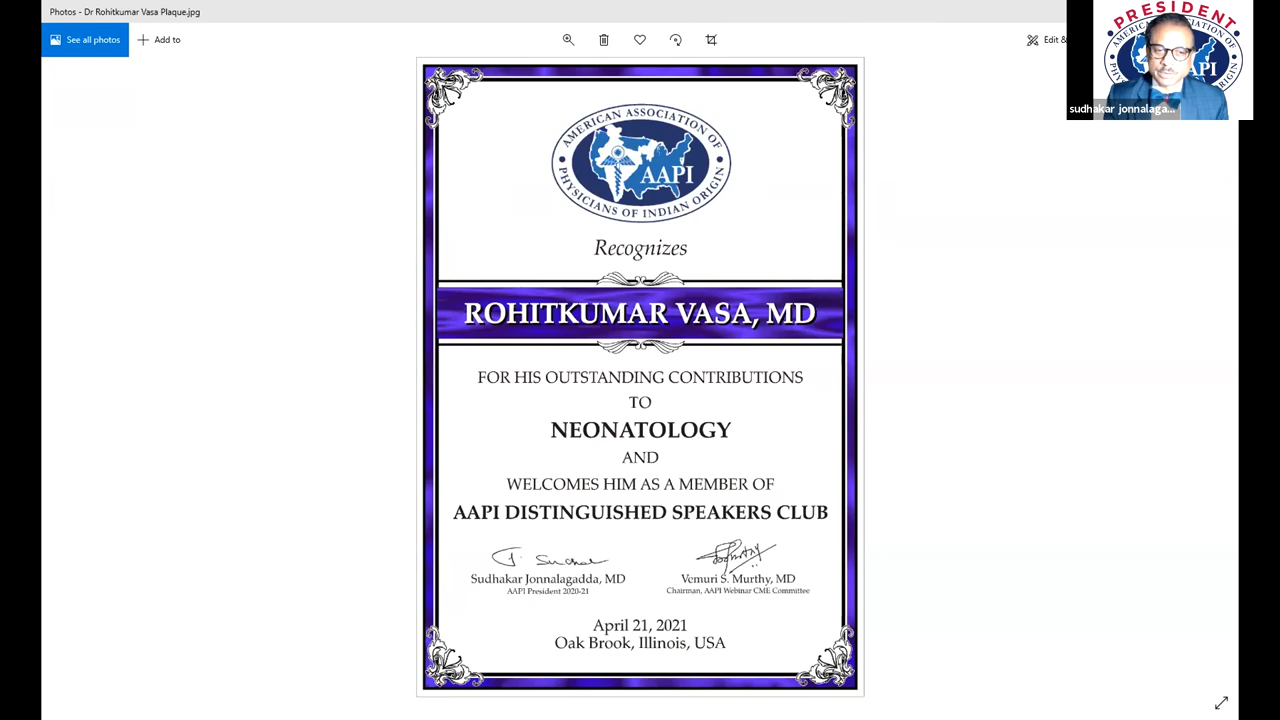 Photos - Dr Rohitkumar Vasa Plaque.jpg
See all photos
Add to
Edit &
PRESIDENT
AMERICAN ASSOCIATION OF
AAPI
PHYSICIANS OF INDIAN ORIGIN
Recognizes
ROHITKUMAR VASA, MD
FOR HIS OUTSTANDING CONTRIBUTIONS
TO
NEONATOLOGY
AND
WELCOMES HIM AS A MEMBER OF
AAPI DISTINGUISHED SPEAKERS CLUB
Sudhakar Jonnalagadda, MD
AAPI President 2020-21
Vemuri S. Murthy, MD
Chairman, AAPI Webinar CME Committee
April 21, 2021
Oak Brook, Illinois, USA
sudhakar jonnalaga...